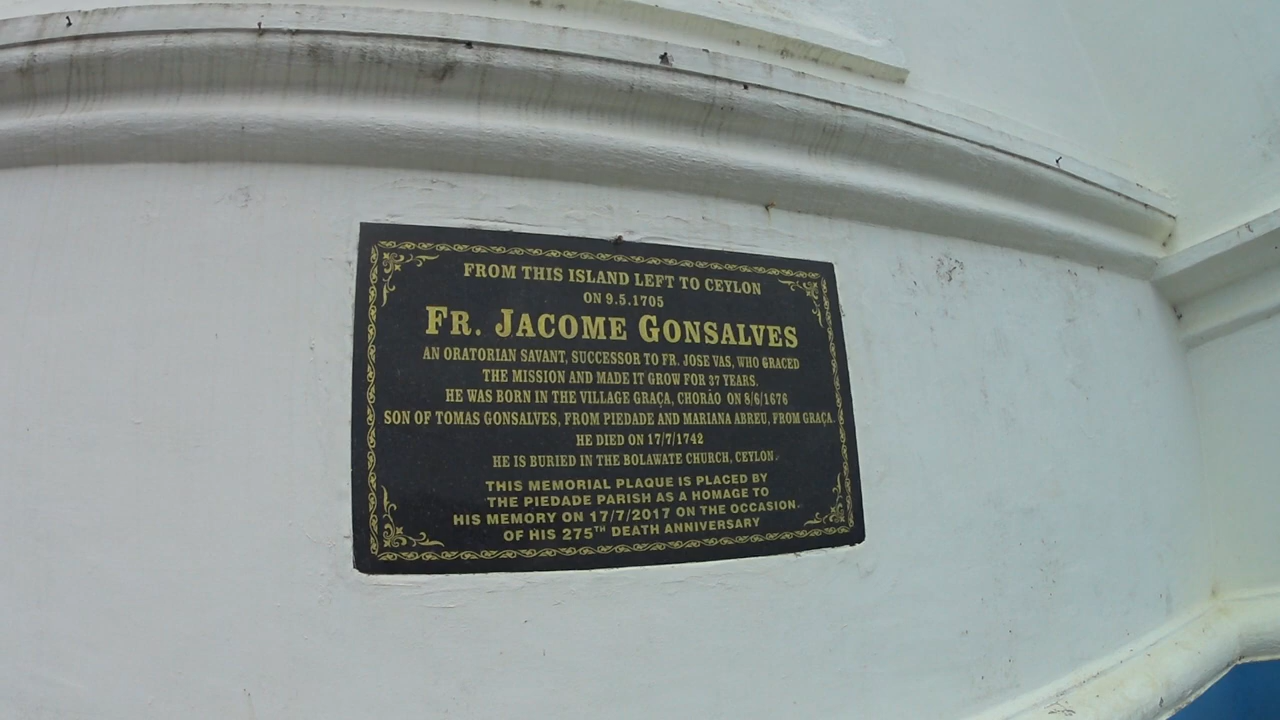 FROM THIS ISLAND LEFT TO CEYLON
ON 9.5.1705
FR. JACOME GONSALVES
AN ORATORIAN SAVANT, SUCCESSOR TO FR. JOSE VAS, WHO GRACED
THE MISSION AND MADE IT GROW FOR 37 YEARS.
HE WAS BORN IN THE VILLAGE GRAÇA, CHORÃO ON 8/6/1676
SON OF TOMAS GONSALVES, FROM PIEDADE AND MARIANA ABREU, FROM GRAÇA.
HE DIED ON 17/7/1742
HE IS BURIED IN THE BOLAWATE CHURCH, CEYLON.
THIS MEMORIAL PLAQUE IS PLACED BY
THE PIEDADE PARISH AS A HOMAGE TO
HIS MEMORY ON 17/7/2017 ON THE OCCASION.
OF HIS 275TH DEATH ANNIVERSARY